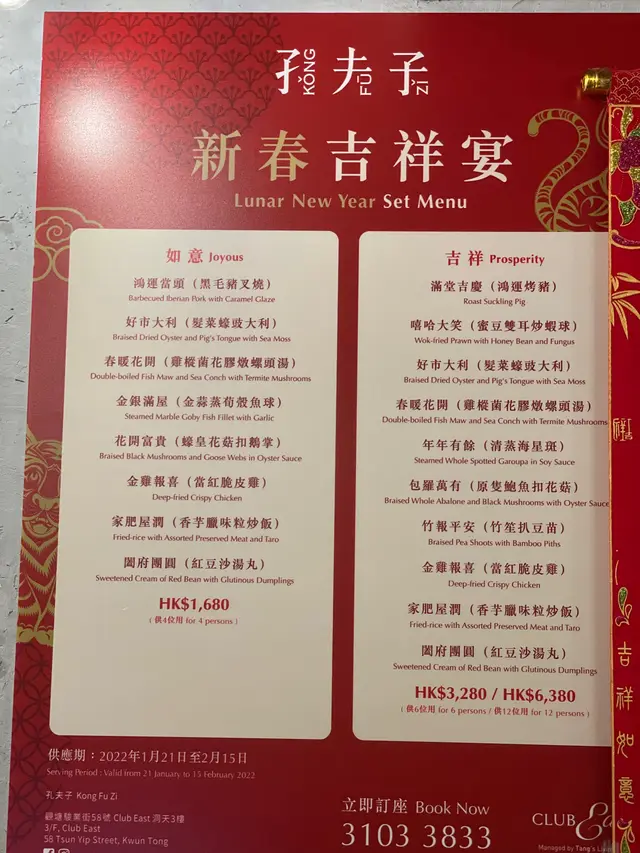 孔夫子
KǑNG FŪ ZǏ
新春吉祥宴
Lunar New Year Set Menu
如意 Joyous
鴻運當頭（黑毛豬叉燒）
Barbecued Iberian Pork with Caramel Glaze
好市大利（髮菜蠔豉大利）
Braised Dried Oyster and Pig's Tongue with Sea Moss
春暖花開（雞樅菌花膠燉螺頭湯）
Double-boiled Fish Maw and Sea Conch with Termite Mushrooms
金銀滿屋（金蒜蒸荀殼魚球）
Steamed Marble Goby Fish Fillet with Garlic
花開富貴（蠔皇花菇扣鵝掌）
Braised Black Mushrooms and Goose Webs in Oyster Sauce
金雞報喜（當紅脆皮雞）
Deep-fried Crispy Chicken
家肥屋潤（香芋臘味粒炒飯）
Fried-rice with Assorted Preserved Meat and Taro
闔府團圓（紅豆沙湯丸）
Sweetened Cream of Red Bean with Glutinous Dumplings
HK$1,680
（供4位用 for 4 persons）
吉祥 Prosperity
滿堂吉慶（鴻運烤豬）
Roast Suckling Pig
嘻哈大笑（蜜豆雙耳炒蝦球）
Wok-fried Prawn with Honey Bean and Fungus
好市大利（髮菜蠔豉大利）
Braised Dried Oyster and Pig's Tongue with Sea Moss
春暖花開（雞樅菌花膠燉螺頭湯）
Double-boiled Fish Maw and Sea Conch with Termite Mushrooms
年年有餘（清蒸海星斑）
Steamed Whole Spotted Garoupa in Soy Sauce
包羅萬有（原隻鮑魚扣花菇）
Braised Whole Abalone and Black Mushrooms with Oyster Sauce
竹報平安（竹笙扒豆苗）
Braised Pea Shoots with Bamboo Piths
金雞報喜（當紅脆皮雞）
Deep-fried Crispy Chicken
家肥屋潤（香芋臘味粒炒飯）
Fried-rice with Assorted Preserved Meat and Taro
闔府團圓（紅豆沙湯丸）
Sweetened Cream of Red Bean with Glutinous Dumplings
HK$3,280 / HK$6,380
（供6位用 for 6 persons / 供12位用 for 12 persons）
供應期：2022年1月21日至2月15日
Serving Period : Valid from 21 January to 15 February 2022
孔夫子 Kong Fu Zi
觀塘駿業街58號 Club East 洞天3樓
3/F, Club East
58 Tsun Yip Street, Kwun Tong
立即訂座 Book Now
3103 3833
CLUB Ea
Managed by Tang's
吉祥如意